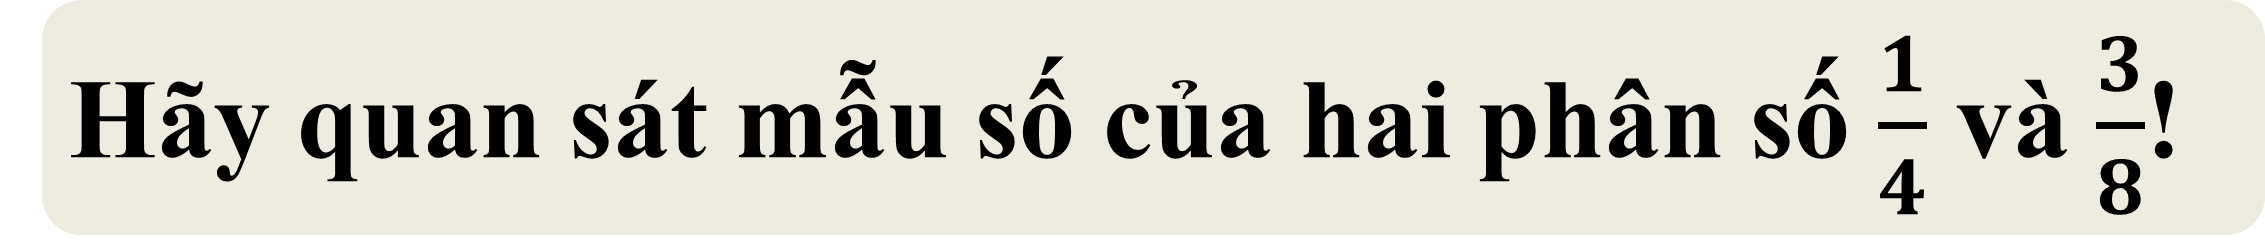 Hãy quan sát mẫu số của hai phân số 1/4 và 3/8!